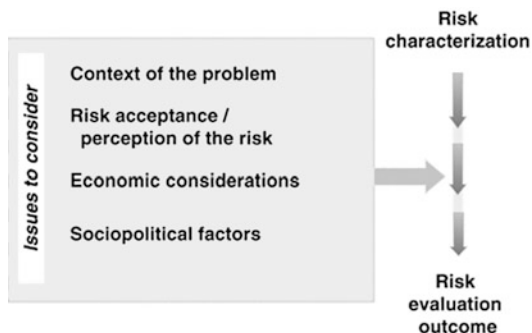 Risk
characterization
Issues to consider
Context of the problem
Risk acceptance /
perception of the risk
Economic considerations
Sociopolitical factors
Risk
evaluation
outcome